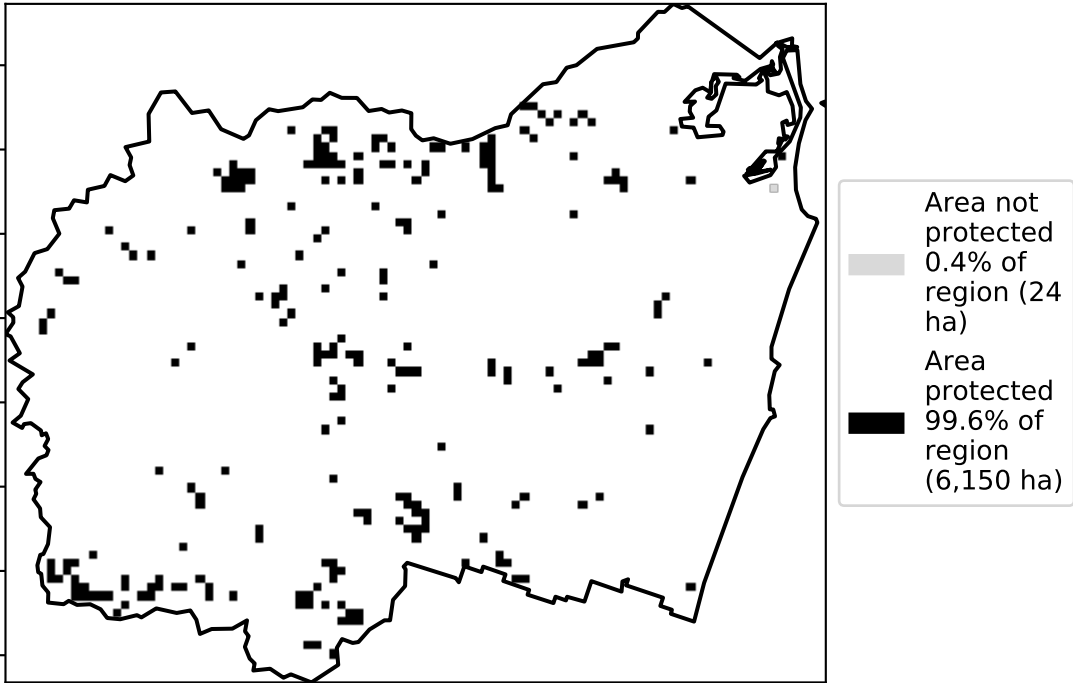 Area not
protected
0.4% of
region (24
ha)
Area
protected
99.6% of
region
(6,150 ha)